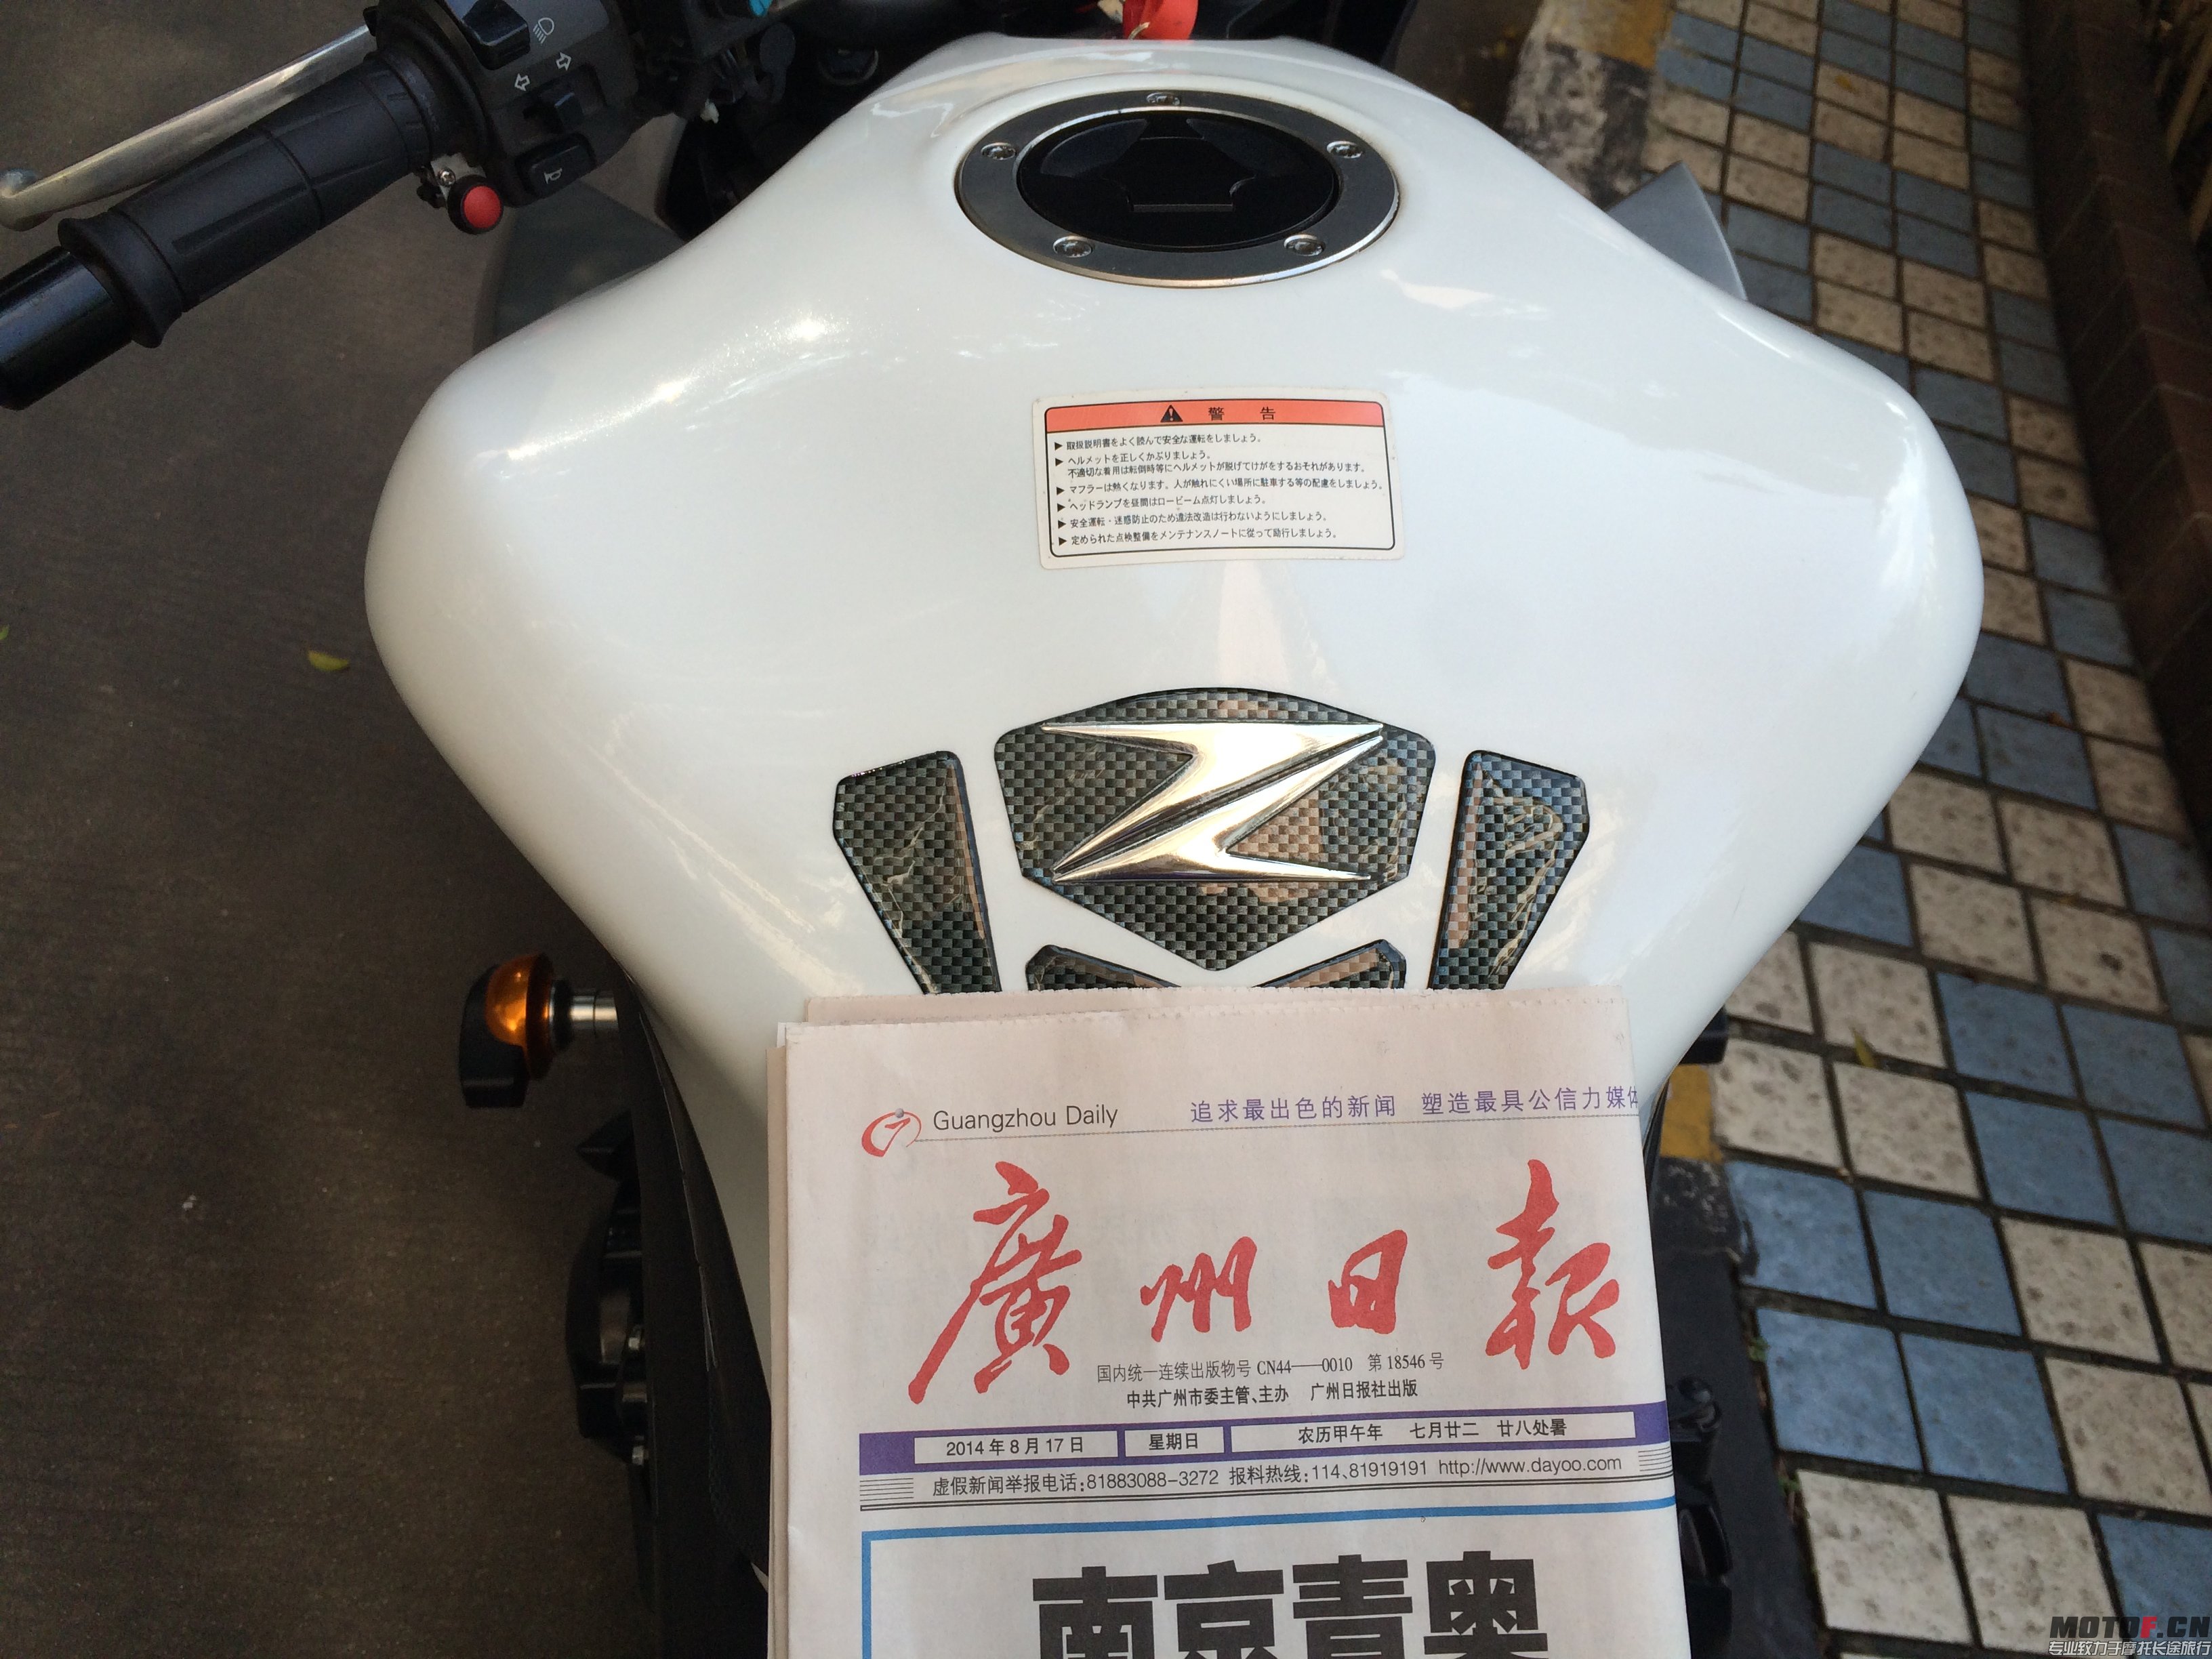 警 告
▶ 取扱説明書をよく読んで安全な運転をしましょう。
▶ ヘルメットを正しくかぶりましょう。
不適切な着用は転倒時等にヘルメットが脱げてけがをするおそれがあります。
▶ マフラーは熱くなります。人が触れにくい場所に駐車する等の配慮をしましょう。
▶ ヘッドランプを昼間はロービーム点灯しましょう。
▶ 安全運転・迷惑防止のため違法改造は行わないようにしましょう。
▶ 定められた点検整備をメンテナンスノートに従って励行しましょう。
Z
Guangzhou Daily 追求最出色的新闻 塑造最具公信力媒体
廣州日報
国内统一连续出版物号 CN44——0010 第 18546 号
中共广州市委主管、主办 广州日报社出版
2014 年 8 月 17 日 星期日 农历甲午年 七月廿二 廿八处暑
虚假新闻举报电话:81883088-3272 报料热线:114、81919191 http://www.dayoo.com
南京青奥
MOTOF.CN
专业致力于摩托长途旅行